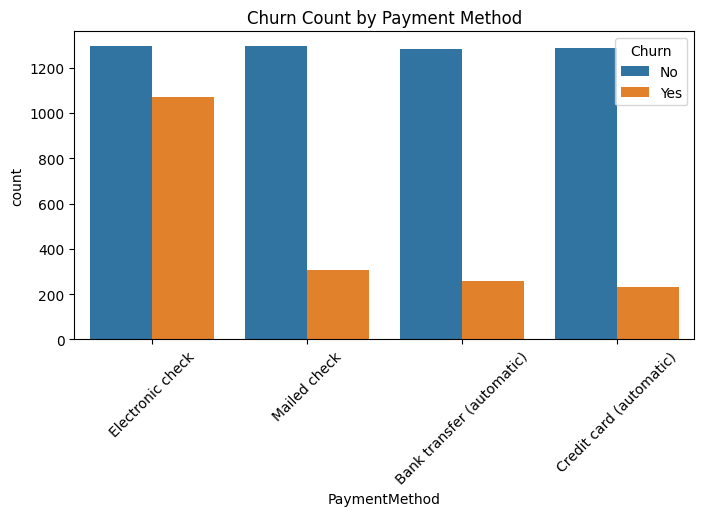 Churn Count by Payment Method
Churn
No
Yes
count
1200
1000
800
600
400
200
0
Electronic check
Mailed check
Bank transfer (automatic)
Credit card (automatic)
PaymentMethod